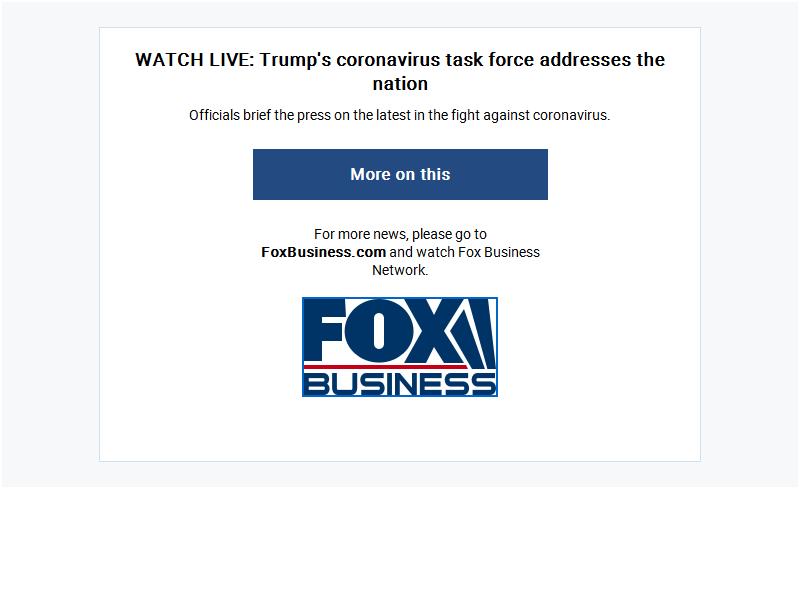 WATCH LIVE: Trump's coronavirus task force addresses the
nation
Officials brief the press on the latest in the fight against coronavirus.
More on this
For more news, please go to
FoxBusiness.com and watch Fox Business
Network.
FOX
BUSINESS